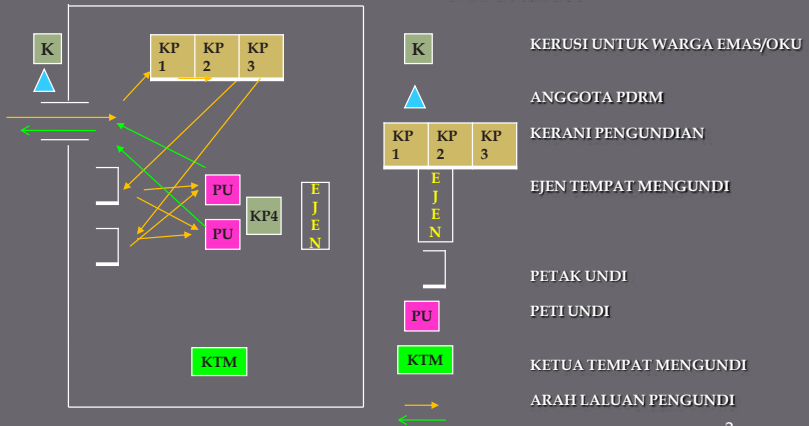 K
KP KP KP
1 2 3
PU
KP4
PU
E
J
E
N
KTM
K
KERUSI UNTUK WARGA EMAS/OKU
ANGGOTA PDRM
KP KP KP
1 2 3
KERANI PENGUNDIAN
E
J
E
N
EJEN TEMPAT MENGUNDI
PETAK UNDI
PU
PETI UNDI
KTM
KETUA TEMPAT MENGUNDI
ARAH LALUAN PENGUNDI